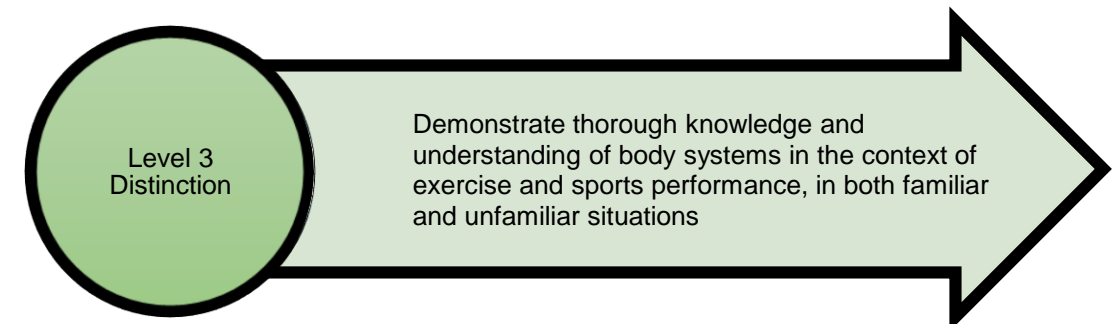 Level 3
Distinction
Demonstrate thorough knowledge and
understanding of body systems in the context of
exercise and sports performance, in both familiar
and unfamiliar situations